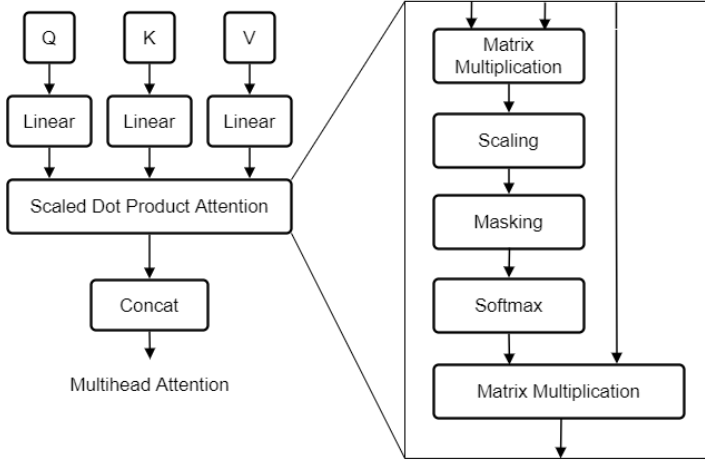 Q
K
V
Linear
Linear
Linear
Scaled Dot Product Attention
Concat
Multihead Attention
Matrix
Multiplication
Scaling
Masking
Softmax
Matrix Multiplication